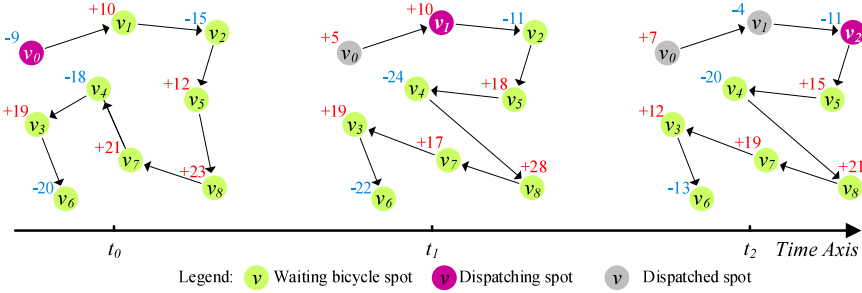 +10 -15 -9 v1 v2 v0
-18 +12 +19 v4 v5 v3
+21 +23 -20 v7 v8 v6
+10 -11 +5 v1 v2 v0
-24 +18 +19 v4 v5 v3
+17 +28 -22 v7 v8 v6
-4 -11 +7 v1 v2 v0
-20 +15 +12 v4 v5 v3
+19 +21 -13 v7 v8 v6
t0 t1 t2 Time Axis
Legend: v Waiting bicycle spot v Dispatching spot v Dispatched spot